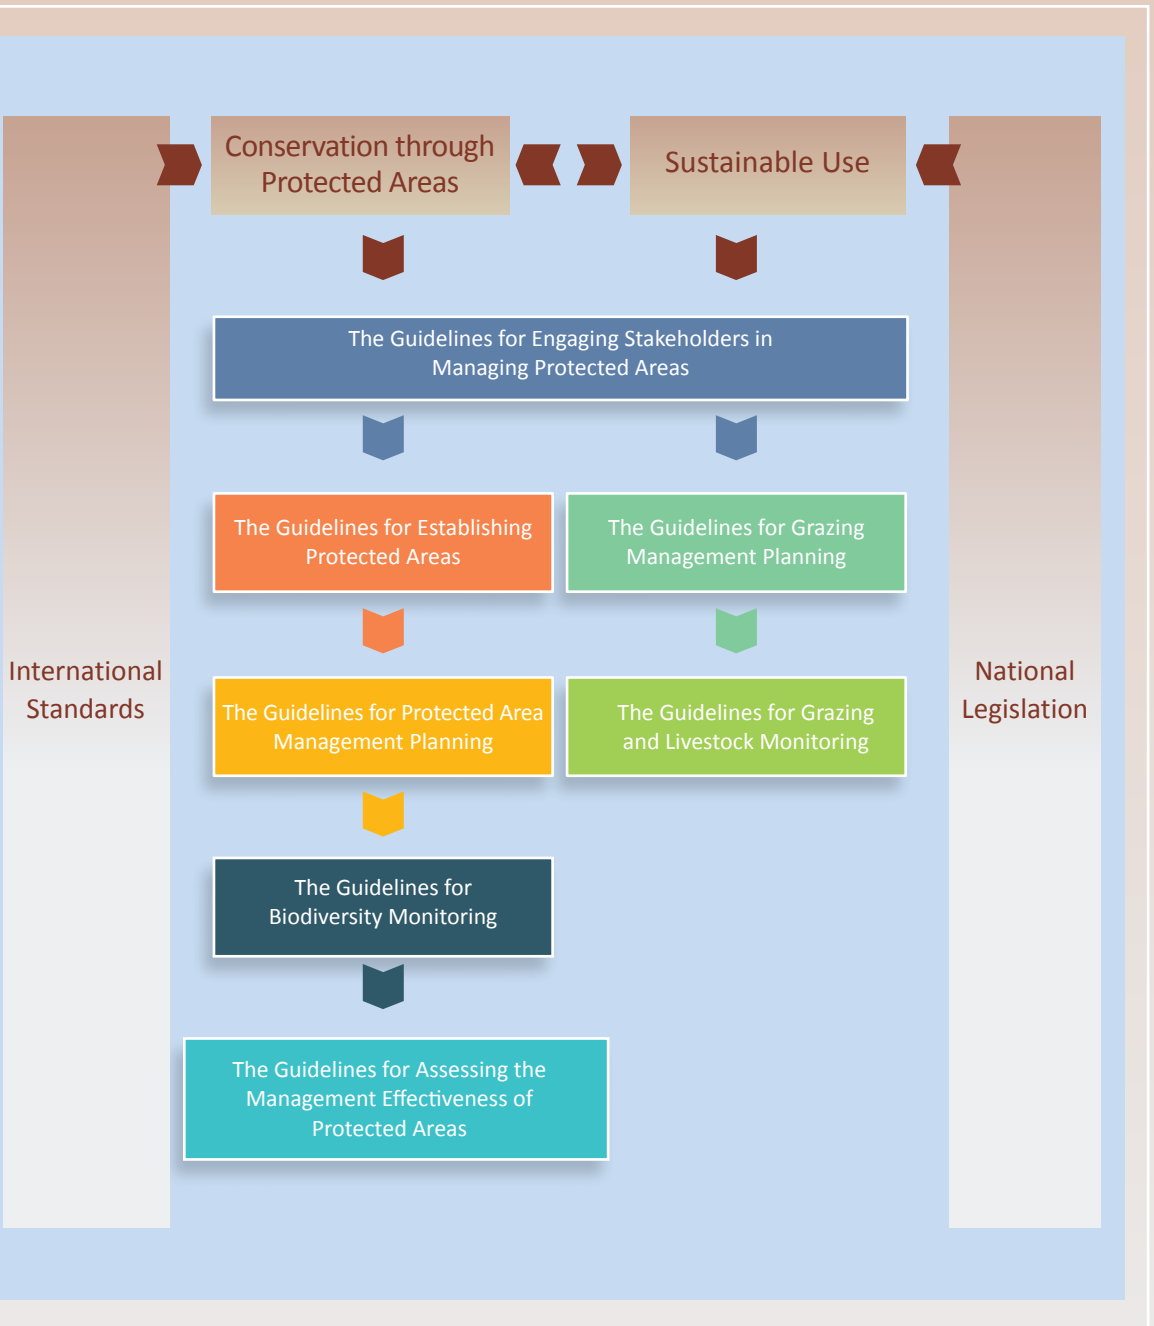 Conservation through
Protected Areas
Sustainable Use
The Guidelines for Engaging Stakeholders in
Managing Protected Areas
The Guidelines for Establishing
Protected Areas
The Guidelines for Grazing
Management Planning
International
Standards
National
Legislation
The Guidelines for Protected Area
Management Planning
The Guidelines for Grazing
and Livestock Monitoring
The Guidelines for
Biodiversity Monitoring
The Guidelines for Assessing the
Management Effectiveness of
Protected Areas